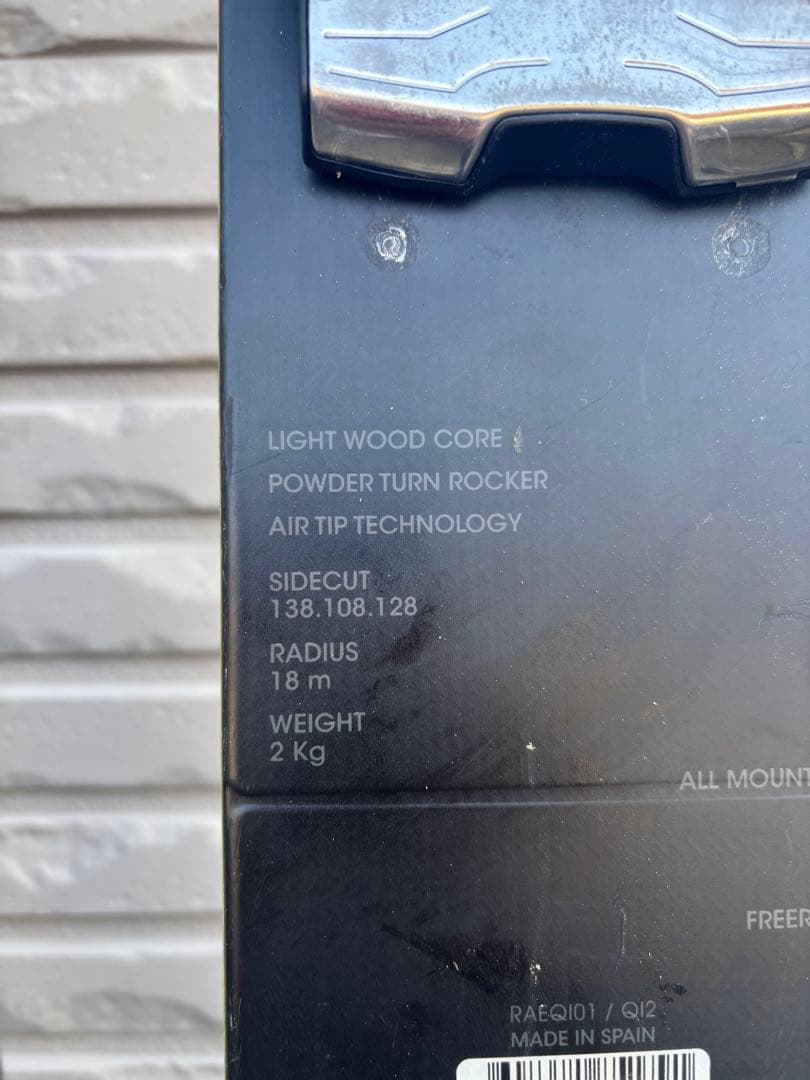 LIGHT WOOD CORE
POWDER TURN ROCKER
AIR TIP TECHNOLOGY
SIDECUT
138.108.128
RADIUS
18 m
WEIGHT
2 Kg
ALL MOUNT
FREER
RAEQI01 / QI2
MADE IN SPAIN